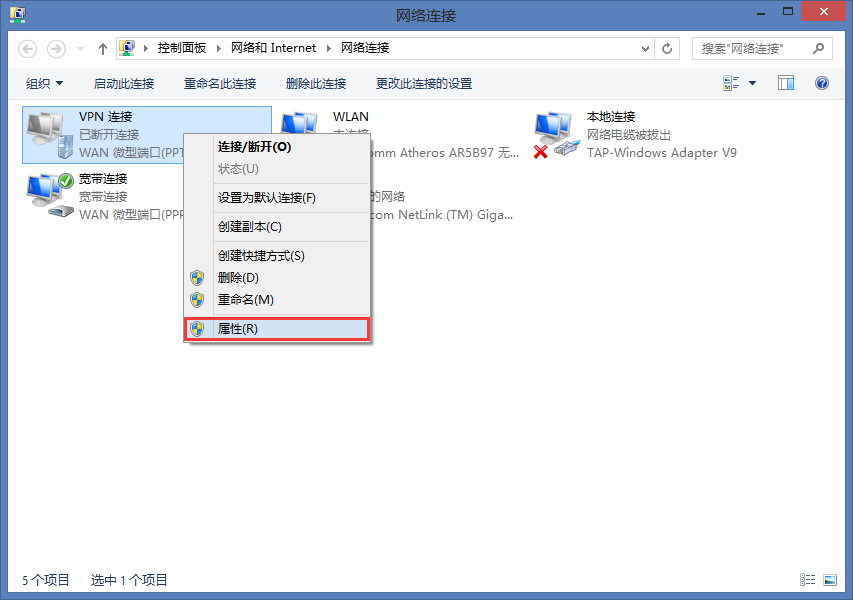 网络连接
控制面板 网络和 Internet 网络连接
搜索"网络连接"
组织 启动此连接 重命名此连接 删除此连接 更改此连接的设置
VPN 连接
已断开连接
WAN 微型端口(PPT
WLAN
未连接
omm Atheros AR5B97 无...
本地连接
网络电缆被拔出
TAP-Windows Adapter V9
宽带连接
宽带连接
WAN 微型端口(PPP
的网络
com NetLink (TM) Giga...
连接/断开(O)
状态(U)
设置为默认连接(F)
创建副本(C)
创建快捷方式(S)
删除(D)
重命名(M)
属性(R)
5 个项目 选中 1 个项目